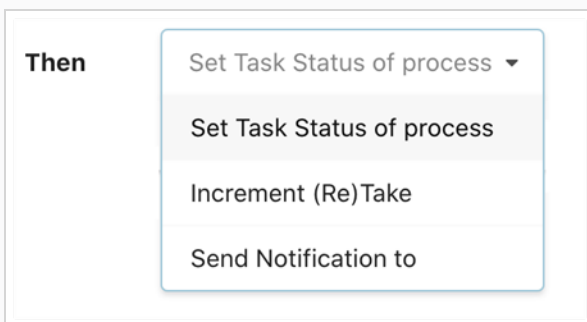 Then
Set Task Status of process
Set Task Status of process
Increment (Re)Take
Send Notification to